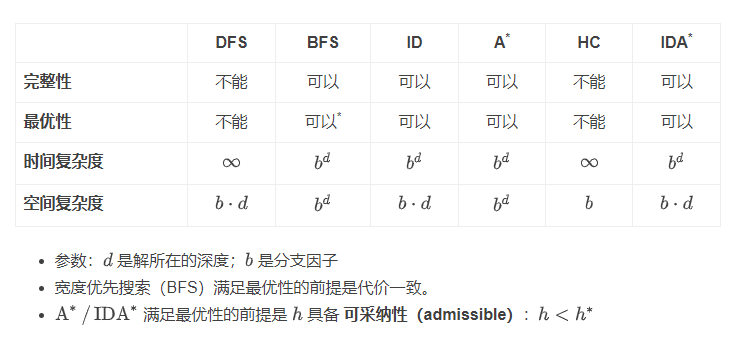 DFS BFS ID A* HC IDA*
完整性 不能 可以 可以 可以 不能 可以
最优性 不能 可以* 可以 可以 不能 可以
时间复杂度 ∞ b^d b^d b^d ∞ b^d
空间复杂度 b · d b^d b · d b^d b b · d
• 参数：d 是解所在的深度；b 是分支因子
• 宽度优先搜索（BFS）满足最优性的前提是代价一致。
• A* / IDA* 满足最优性的前提是 h 具备 可采纳性（admissible）：h < h*